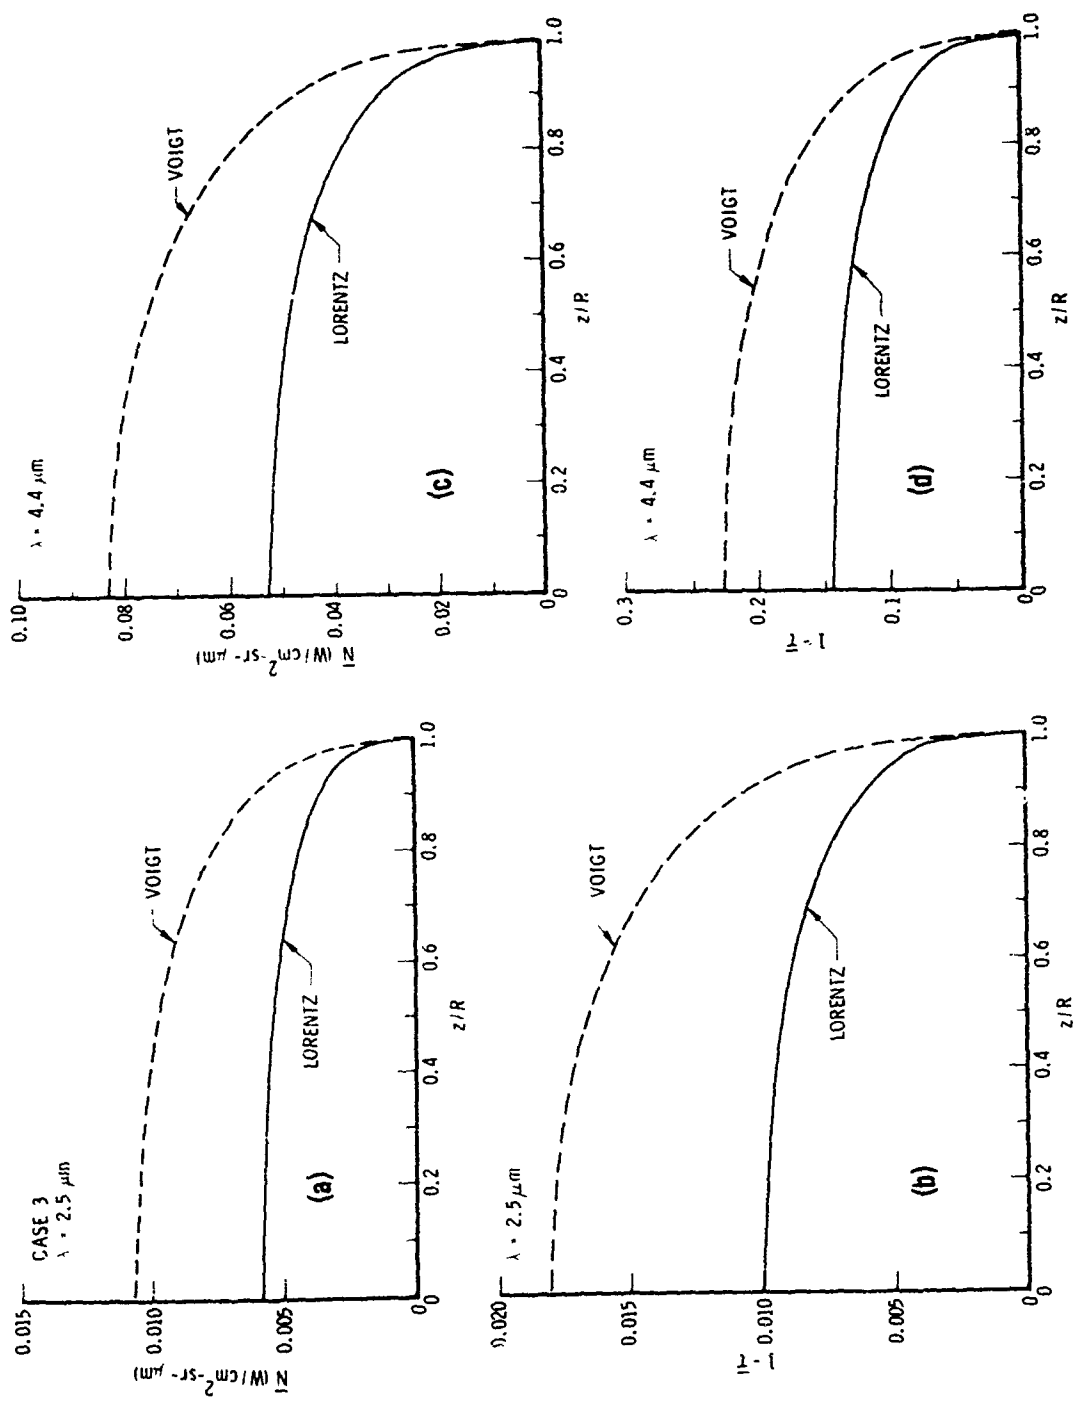 CASE 3
λ = 2.5 μm
N̄ (W/cm²-sr-μm)
0.015
0.010
0.005
0
0.2
0.4
0.6
0.8
1.0
z/R
VOIGT
LORENTZ
(a)
λ = 2.5 μm
1 - τ̄
0.020
0.015
0.010
0.005
0
0.2
0.4
0.6
0.8
1.0
z/R
VOIGT
LORENTZ
(b)
λ = 4.4 μm
N̄ (W/cm²-sr-μm)
0.10
0.08
0.06
0.04
0.02
0
0.2
0.4
0.6
0.8
1.0
z/R
VOIGT
LORENTZ
(c)
λ = 4.4 μm
1 - τ̄
0.3
0.2
0.1
0
0.2
0.4
0.6
0.8
1.0
z/R
VOIGT
LORENTZ
(d)